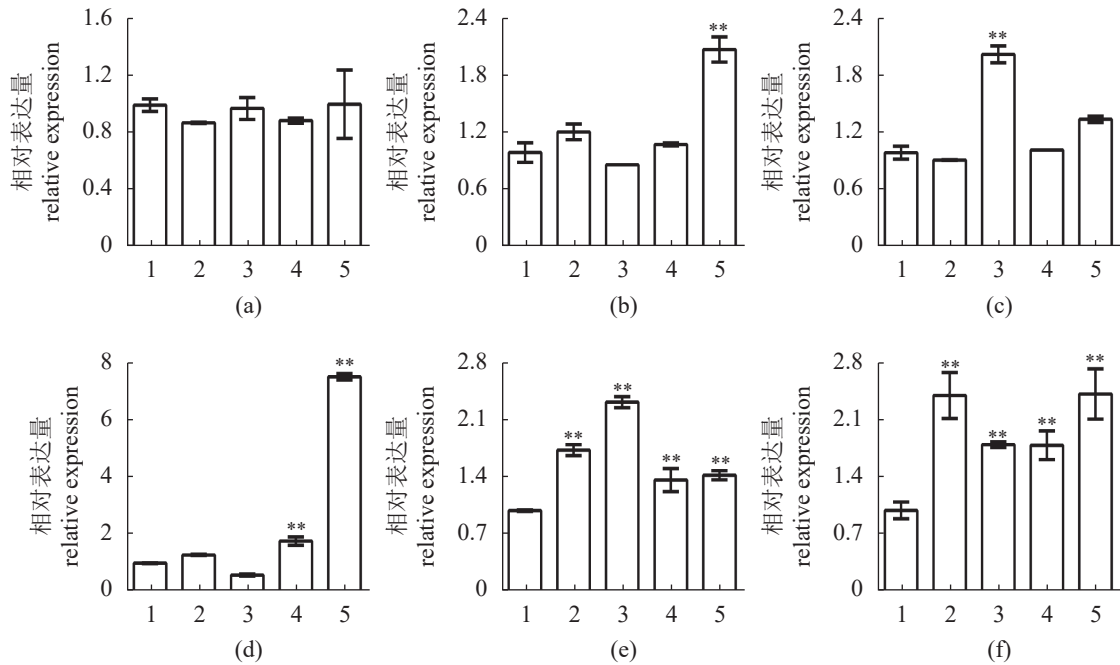 1.6
1.2
0.8
0.4
0
相对表达量
relative expression
1 2 3 4 5
(a)
2.4
1.8
1.2
0.6
0
相对表达量
relative expression
**
1 2 3 4 5
(b)
2.4
1.8
1.2
0.6
0
相对表达量
relative expression
**
1 2 3 4 5
(c)
8
6
4
2
0
相对表达量
relative expression
** **
1 2 3 4 5
(d)
2.8
2.1
1.4
0.7
0
相对表达量
relative expression
** ** ** **
1 2 3 4 5
(e)
2.8
2.1
1.4
0.7
0
相对表达量
relative expression
** ** ** **
1 2 3 4 5
(f)